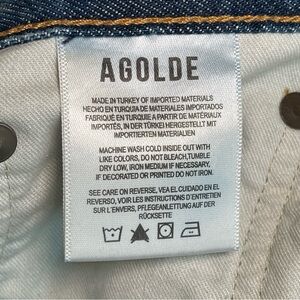 AGOLDE
MADE IN TURKEY OF IMPORTED MATERIALS
HECHO EN TURQUIA DE MATERIALES IMPORTADOS
FABRIQUÉ EN TURQUIE A PARTIR DE MATÉRIAUX
IMPORTÉS, IN DER TÜRKEI HERGESTELLT MIT
IMPORTIERTEN MATERIALIEN
MACHINE WASH COLD INSIDE OUT WITH
LIKE COLORS, DO NOT BLEACH,TUMBLE
DRY LOW, IRON MEDIUM IF NECESSARY,
IF DECORATED OR PRINTED DO NOT IRON.
SEE CARE ON REVERSE, VEA EL CUIDADO EN EL
REVERSO, VOIR LES INSTRUCTIONS D'ENTRETIEN
SUR L'ENVERS, PFLEGEANLEITUNG AUF DER
RÜCKSETTE